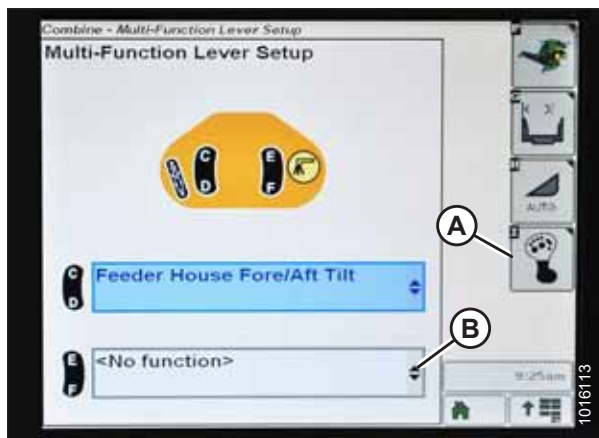 Combine - Multi-Function Lever Setup
Multi-Function Lever Setup
C
D
E
F
AUTO
A
C
D
Feeder House Fore/Aft Tilt
B
E
F
<No function>
9:25am
1016113